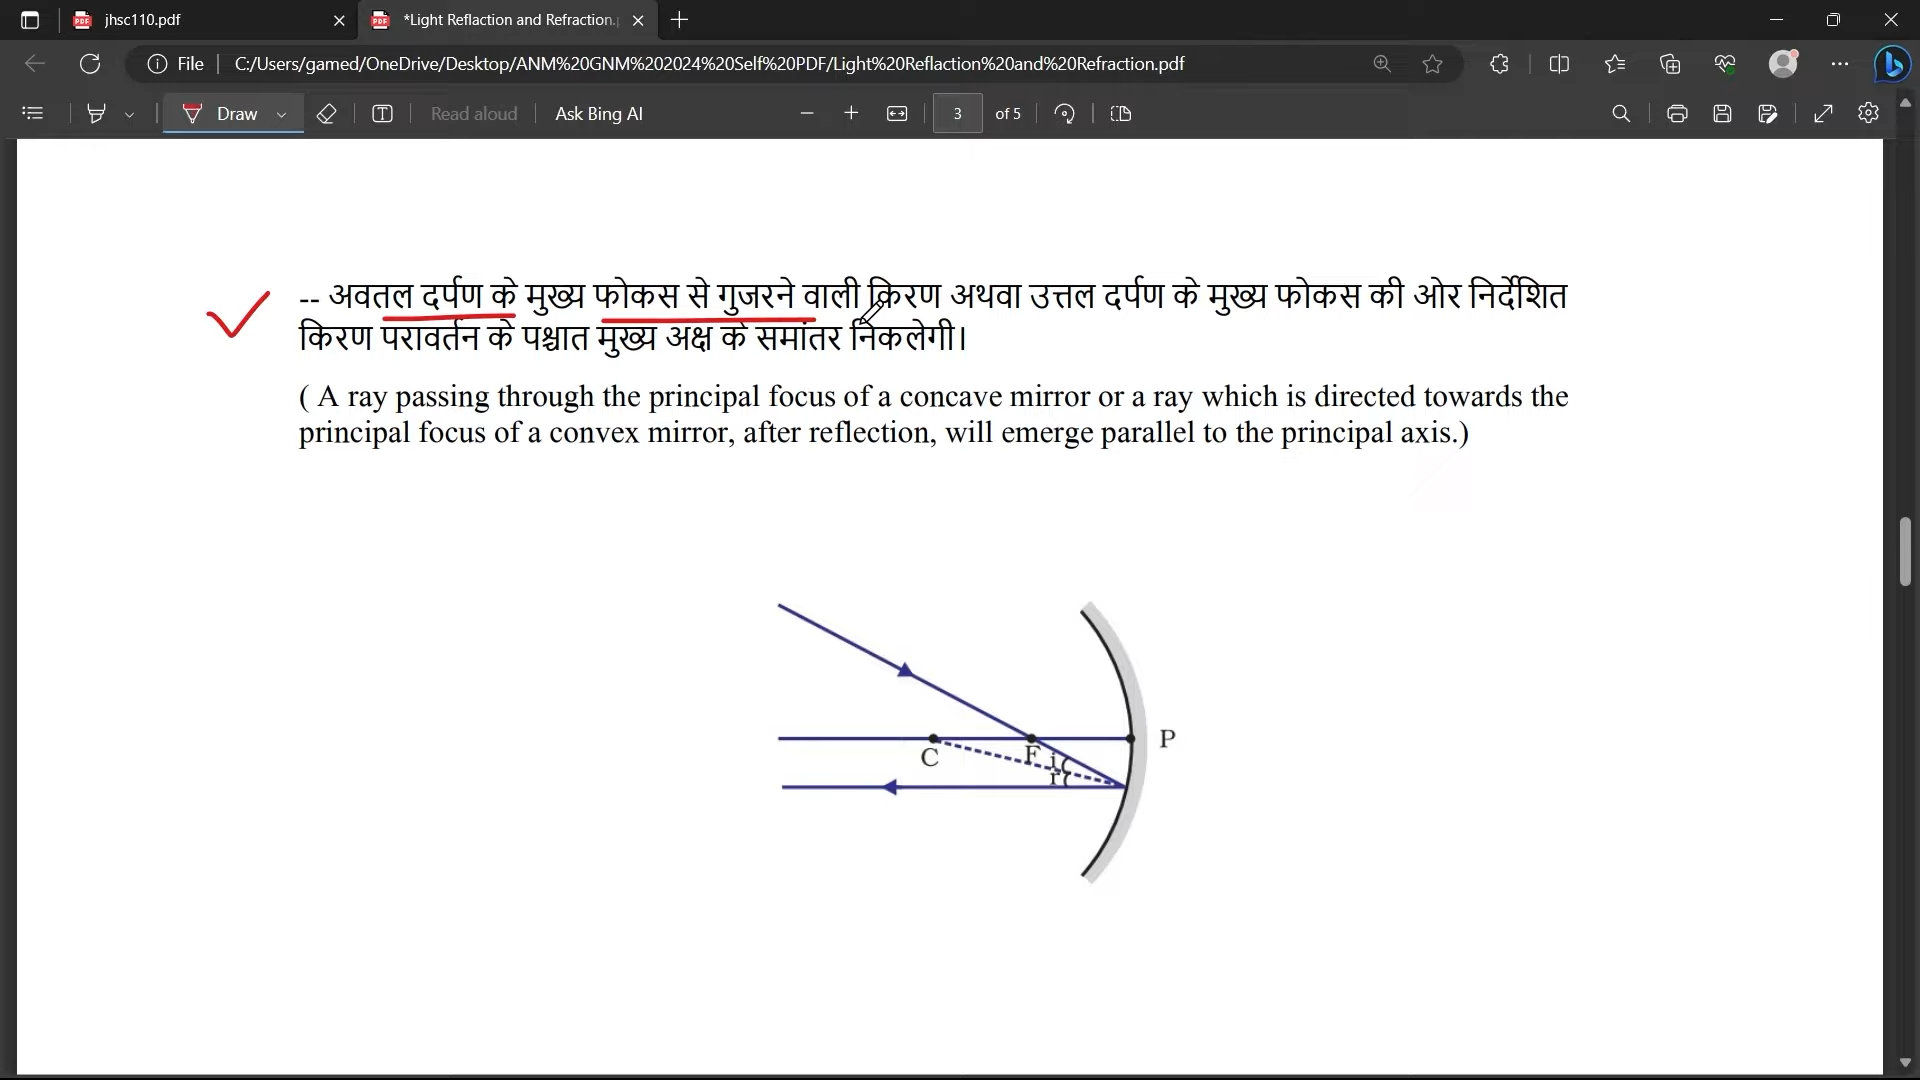 jhsc110.pdf
*Light Reflaction and Refraction.
File
C:/Users/gamed/OneDrive/Desktop/ANM%20GNM%202024%20Self%20PDF/Light%20Reflaction%20and%20Refraction.pdf
Draw
Read aloud
Ask Bing AI
3 of 5
-- अवतल दर्पण के मुख्य फोकस से गुजरने वाली किरण अथवा उत्तल दर्पण के मुख्य फोकस की ओर निर्देशित
किरण परावर्तन के पश्चात मुख्य अक्ष के समांतर निकलेगी।
( A ray passing through the principal focus of a concave mirror or a ray which is directed towards the
principal focus of a convex mirror, after reflection, will emerge parallel to the principal axis.)
P
C
F
i
r